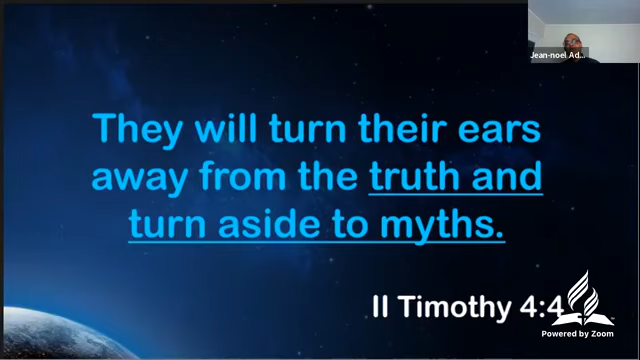 Jean-noel Ad...
They will turn their ears
away from the truth and
turn aside to myths.
II Timothy 4:4
Powered by Zoom